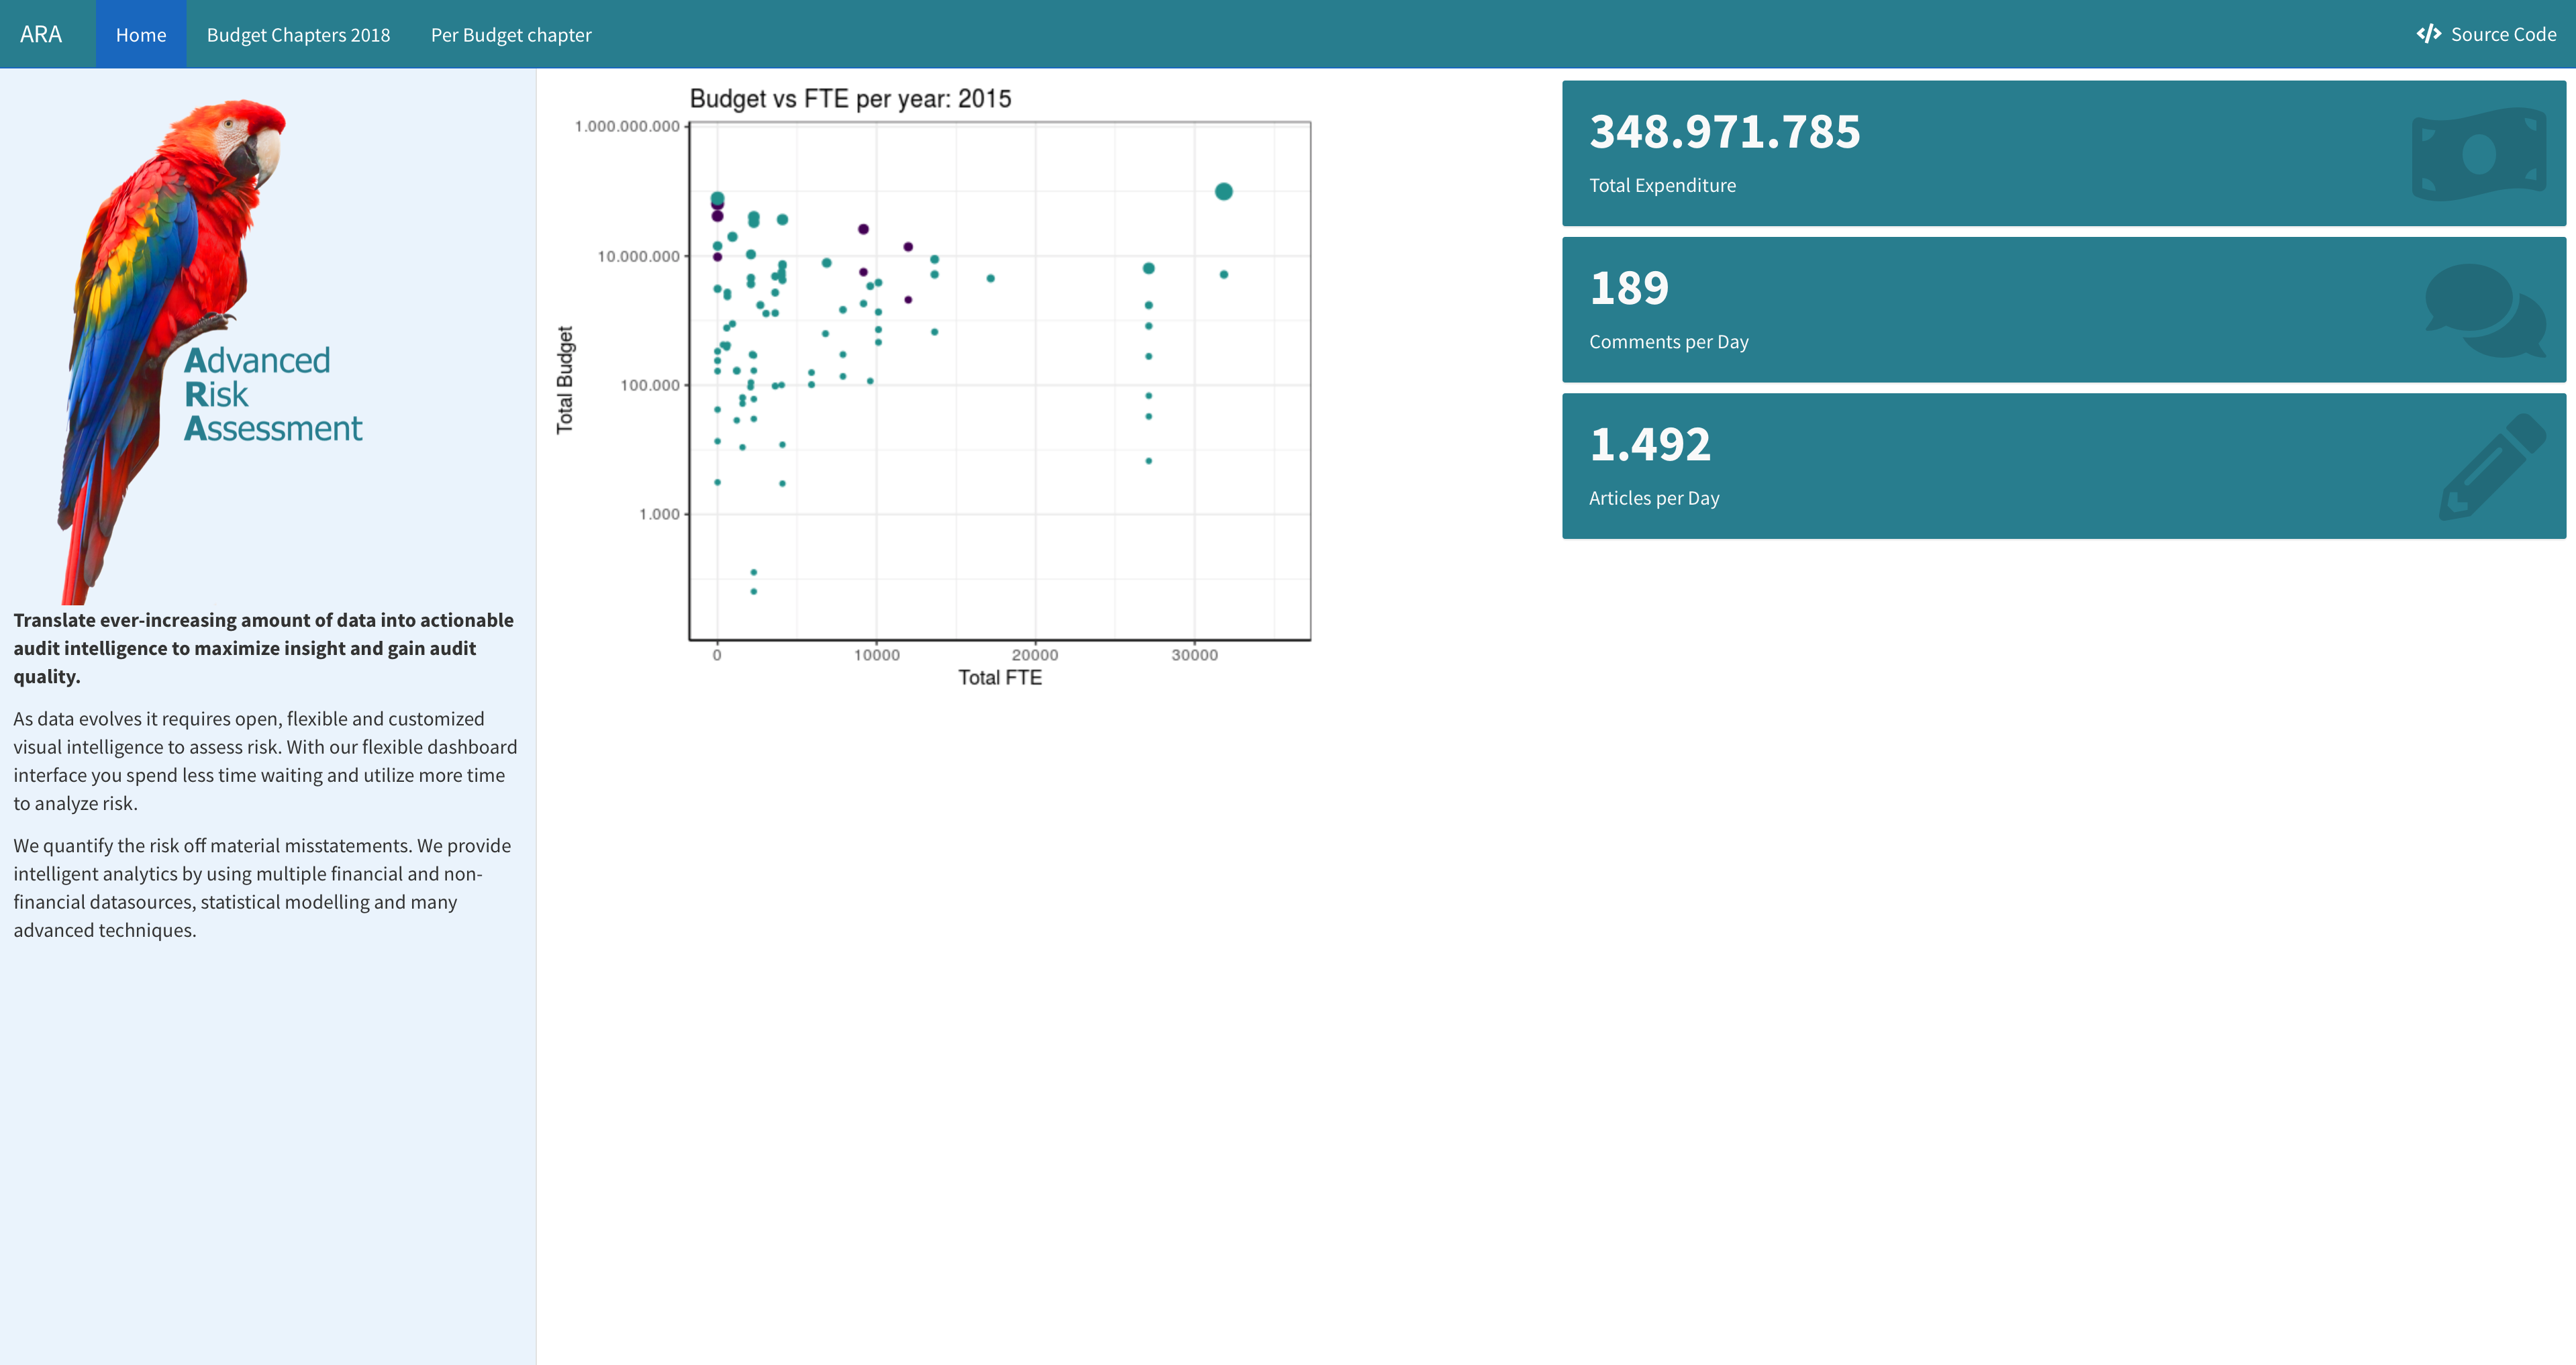 ARA
Home
Budget Chapters 2018
Per Budget chapter
Source Code
Advanced
Risk
Assessment
Translate ever-increasing amount of data into actionable
audit intelligence to maximize insight and gain audit
quality.
As data evolves it requires open, flexible and customized
visual intelligence to assess risk. With our flexible dashboard
interface you spend less time waiting and utilize more time
to analyze risk.
We quantify the risk off material misstatements. We provide
intelligent analytics by using multiple financial and non-
financial datasources, statistical modelling and many
advanced techniques.
Budget vs FTE per year: 2015
Total Budget
1.000.000.000
10.000.000
100.000
1.000
0
10000
20000
30000
Total FTE
348.971.785
Total Expenditure
189
Comments per Day
1.492
Articles per Day